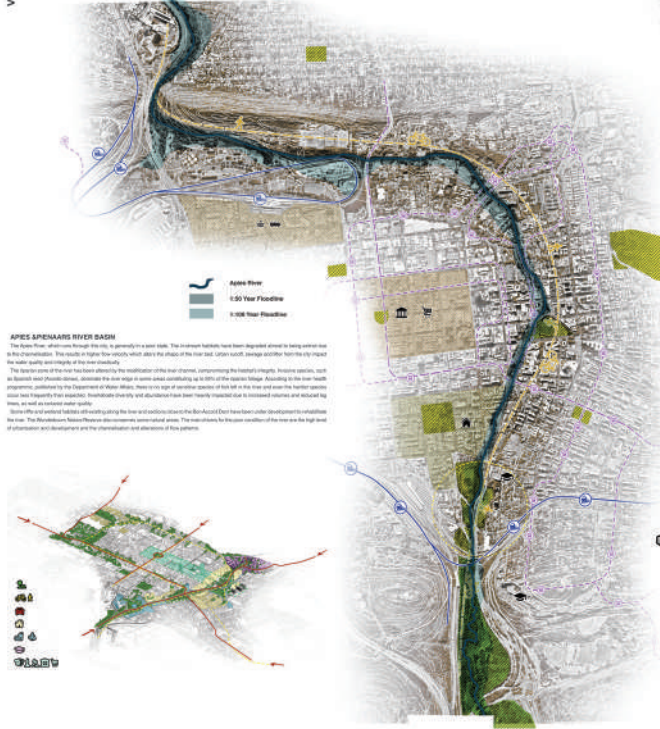 Apies River
1:50 Year Floodline
1:100 Year Floodline
APIES &PIENAARS RIVER BASIN
The Apies River, which runs through this city, is generally in a poor state. The in-stream habitats have been degraded almost to being extinct due
to the channelisation. This results in higher flow velocity which alters the shape of the river bed. Urban runoff, sewage and litter from the city impact
the water quality and integrity of the river drastically.
The riparian zone of the river has been altered by the modification of the river channel, compromising the habitat's integrity. Invasive species, such
as Spanish reed (Arundo donax), dominate the river edge in some areas constituting up to of the riparian foliage. According to the river health
programme, published by the Department of Water Affairs, there is no sign of sensitive species of fish left in the river and even the hardier species
occur less frequently than expected. Invertebrate diversity and abundance have been heavily impacted due to increased volumes and reduced lag
times, as well as reduced water quality.
Some riffle and wetland habitats still existing along the river and sections close to the Bon Accord Dam have been under development to rehabilitate
the river. The Wonderboom Nature Reserve also conserves some natural areas. The main drivers for the poor condition of the river are the high level
of urbanisation and development and the channelisation and alterations of flow patterns.